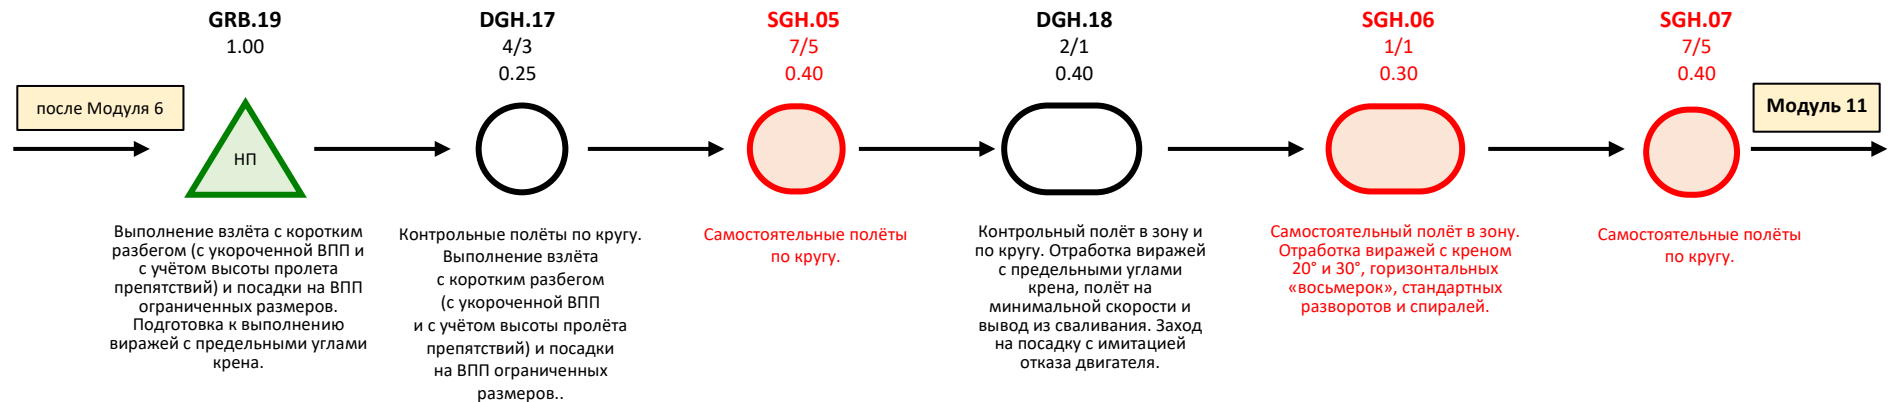 после Модуля 6
GRB.19
1.00
НП
Выполнение взлёта с коротким
разбегом (с укороченной ВПП и
с учётом высоты пролета
препятствий) и посадки на ВПП
ограниченных размеров.
Подготовка к выполнению
виражей с предельными углами
крена.
DGH.17
4/3
0.25
Контрольные полёты по кругу.
Выполнение взлёта
с коротким разбегом
(с укороченной ВПП
и с учётом высоты пролёта
препятствий) и посадки
на ВПП ограниченных
размеров..
SGH.05
7/5
0.40
Самостоятельные полёты
по кругу.
DGH.18
2/1
0.40
Контрольный полёт в зону и
по кругу. Отработка виражей
с предельными углами
крена, полёт на
минимальной скорости и
вывод из сваливания. Заход
на посадку с имитацией
отказа двигателя.
SGH.06
1/1
0.30
Самостоятельный полёт в зону.
Отработка виражей с креном
20° и 30°, горизонтальных
«восьмерок», стандартных
разворотов и спиралей.
SGH.07
7/5
0.40
Самостоятельные полёты
по кругу.
Модуль 11